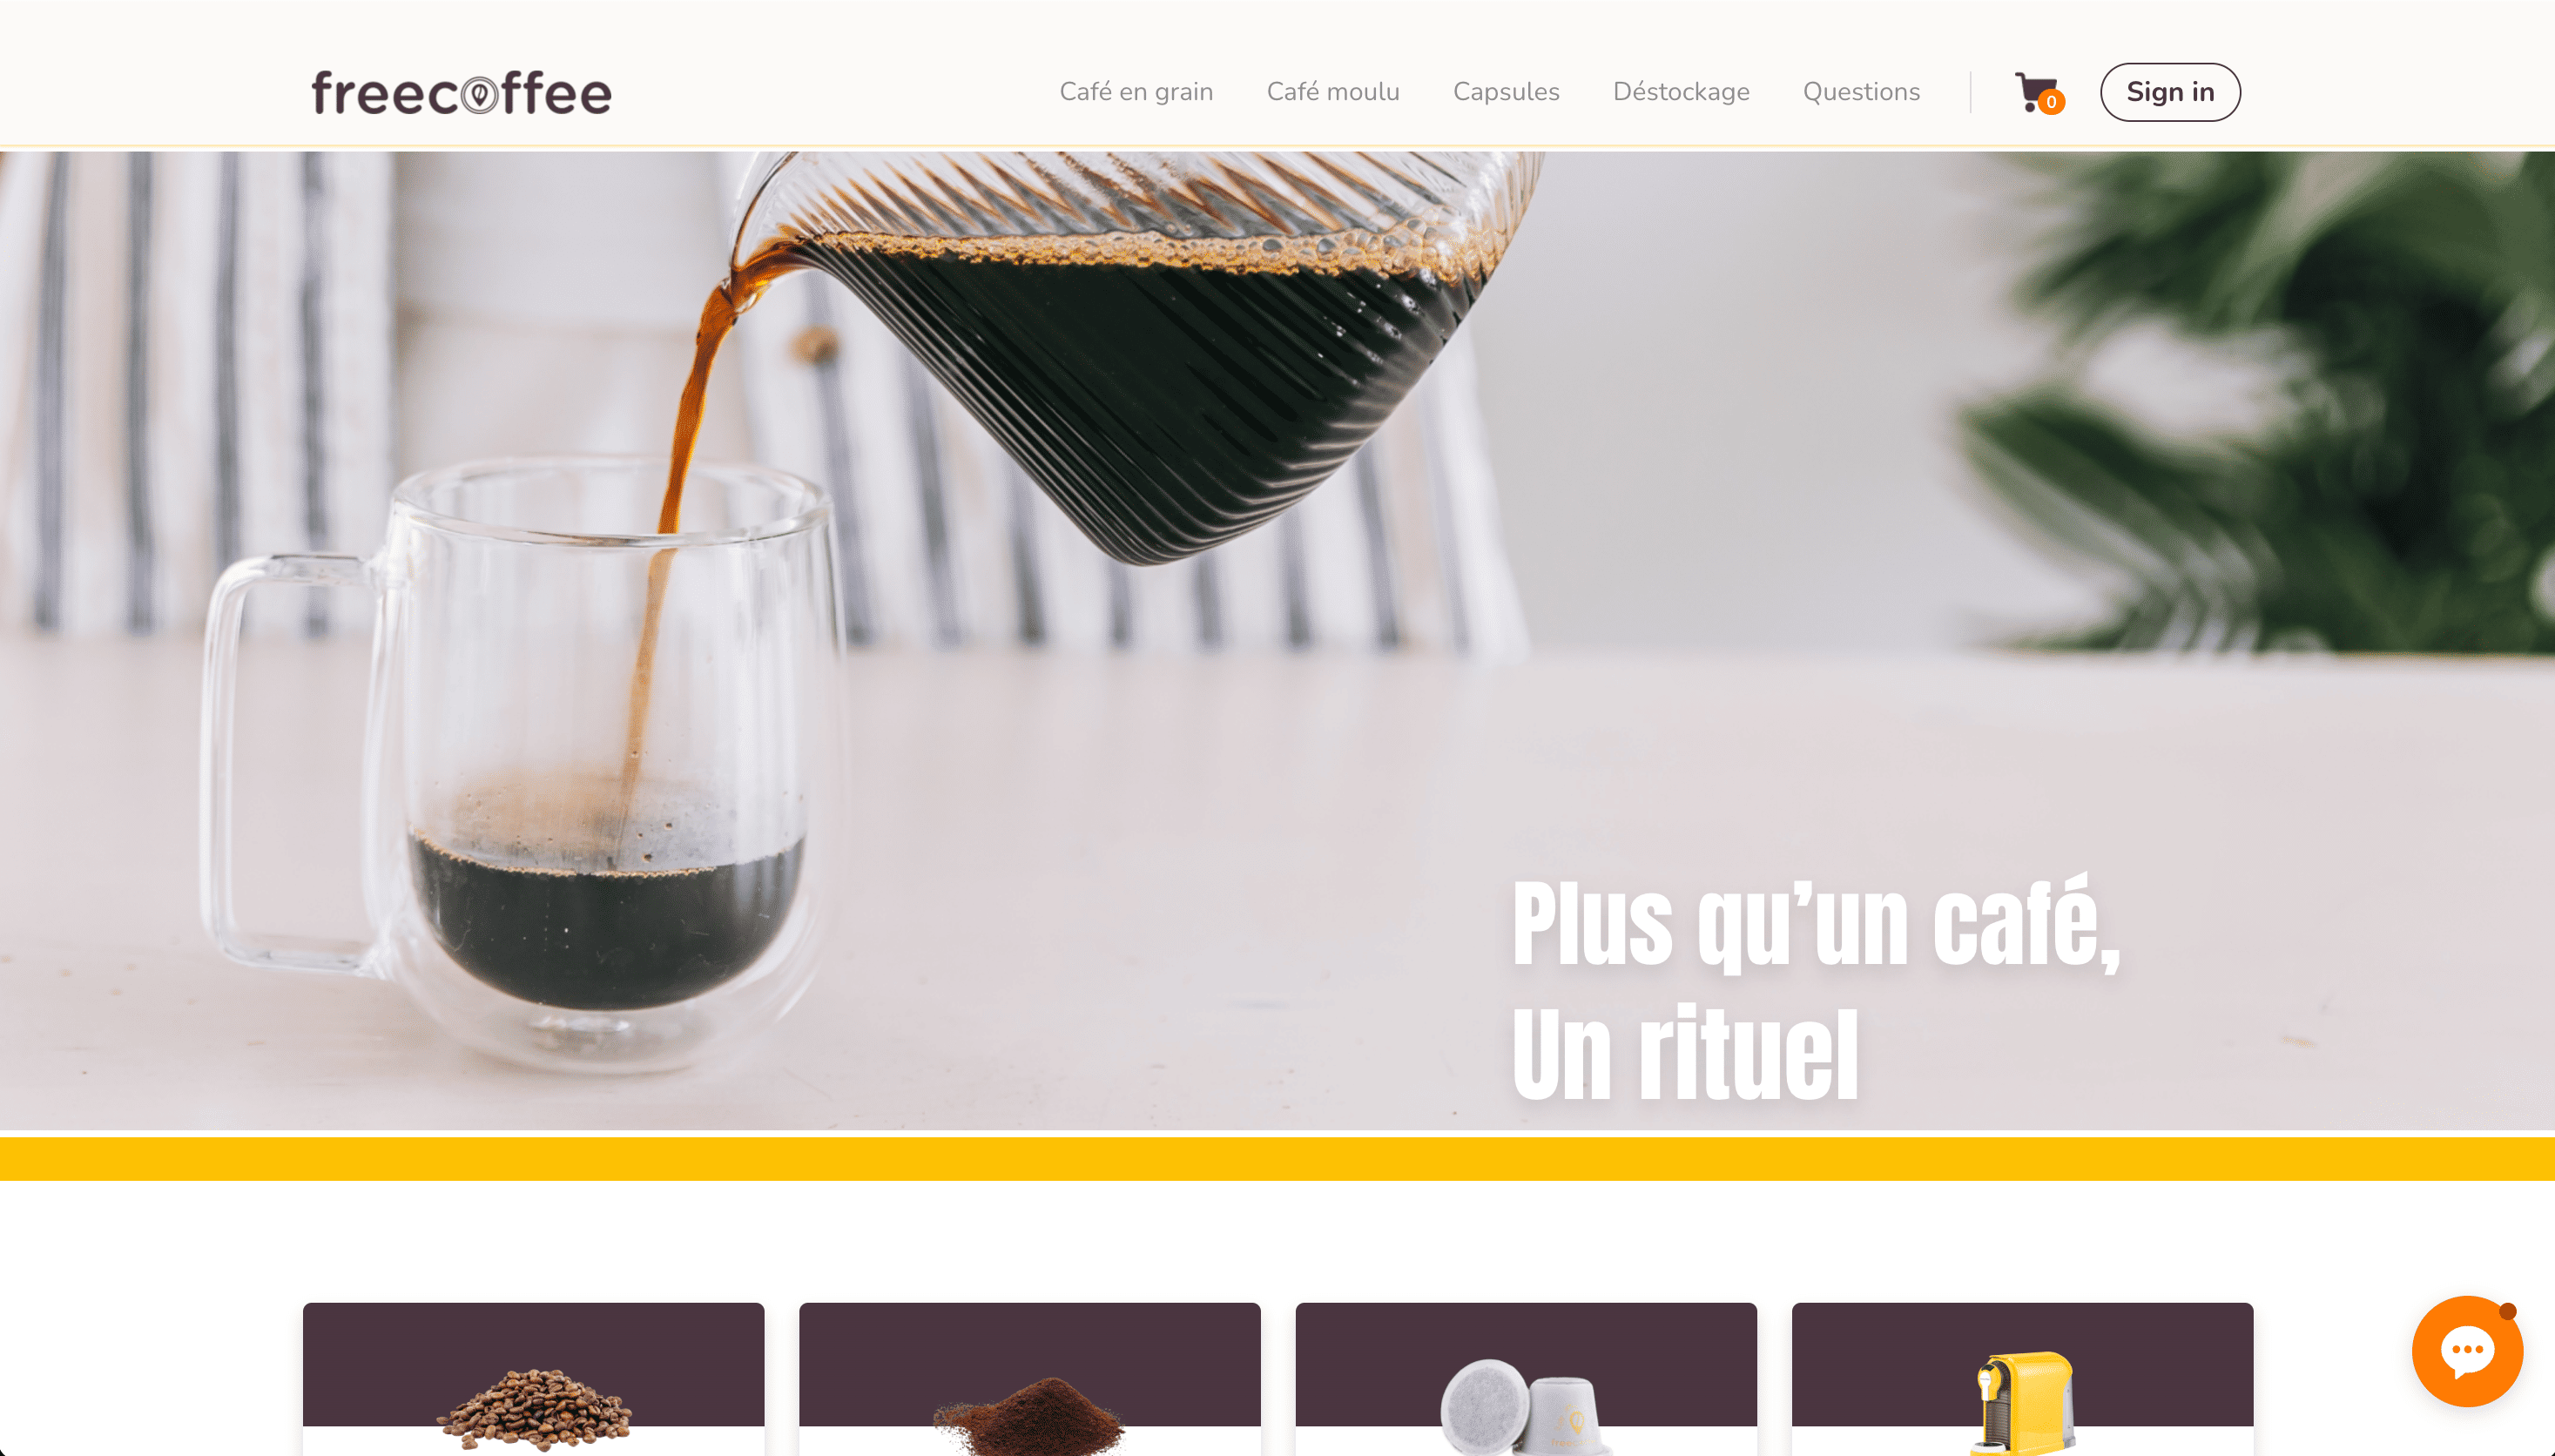 freecoffee
Café en grain
Café moulu
Capsules
Déstockage
Questions
0
Sign in
Plus qu’un café,
Un rituel